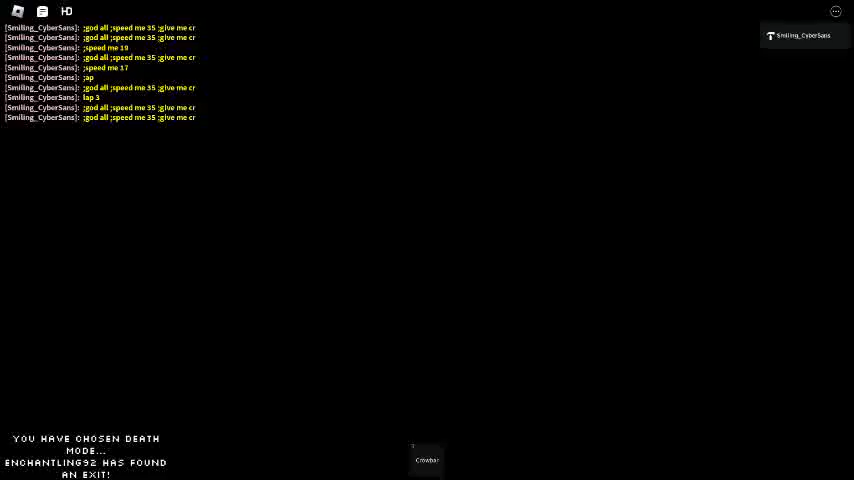 HD
[Smiling_CyberSans]: ;god all ;speed me 35 ;give me cr
[Smiling_CyberSans]: ;god all ;speed me 35 ;give me cr
[Smiling_CyberSans]: ;speed me 19
[Smiling_CyberSans]: ;god all ;speed me 35 ;give me cr
[Smiling_CyberSans]: ;speed me 17
[Smiling_CyberSans]: ;ap
[Smiling_CyberSans]: ;god all ;speed me 35 ;give me cr
[Smiling_CyberSans]: lap 3
[Smiling_CyberSans]: ;god all ;speed me 35 ;give me cr
[Smiling_CyberSans]: ;god all ;speed me 35 ;give me cr
Smiling_CyberSans
YOU HAVE CHOSEN DEATH
MODE...
ENCHANTLING92 HAS FOUND
AN EXIT!
Crowbar